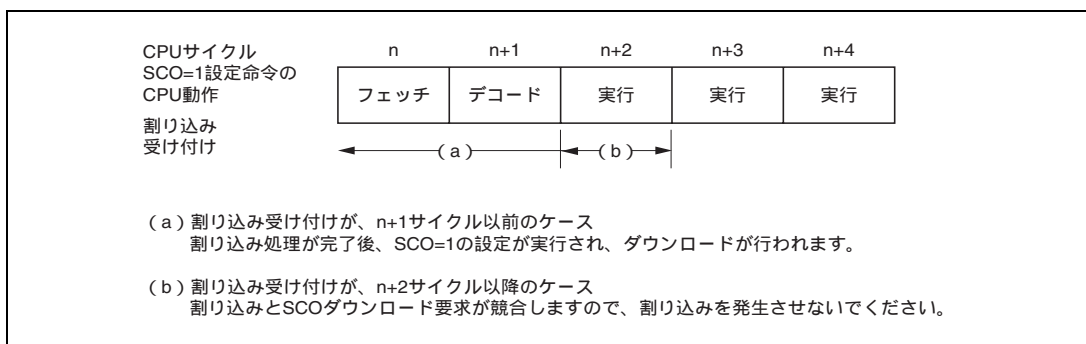 CPUサイクル n n+1 n+2 n+3 n+4
SCO=1設定命令の
CPU動作 フェッチ デコード 実行 実行 実行
割り込み
受け付け (a) (b)
(a)割り込み受け付けが、n+1サイクル以前のケース
割り込み処理が完了後、SCO=1の設定が実行され、ダウンロードが行われます。
(b)割り込み受け付けが、n+2サイクル以降のケース
割り込みとSCOダウンロード要求が競合しますので、割り込みを発生させないでください。